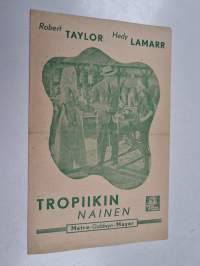 Robert TAYLOR Hedy LAMARR
TROPIIKIN
NAINEN
Metro-Goldwyn-Mayer